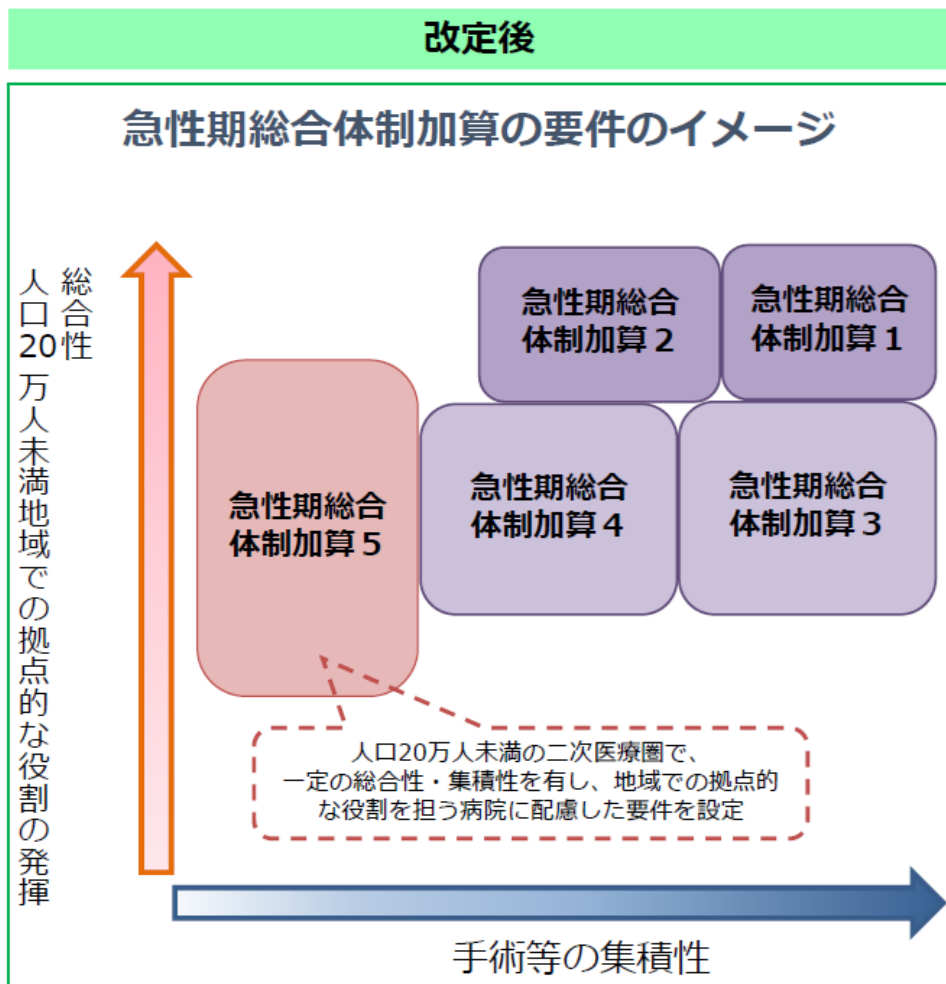 改定後
急性期総合体制加算の要件のイメージ
総合性
人口20万人未満地域での拠点的な役割の発揮
急性期総合
体制加算２
急性期総合
体制加算１
急性期総合
体制加算５
急性期総合
体制加算４
急性期総合
体制加算３
人口20万人未満の二次医療圏で、
一定の総合性・集積性を有し、地域での拠点的
な役割を担う病院に配慮した要件を設定
手術等の集積性